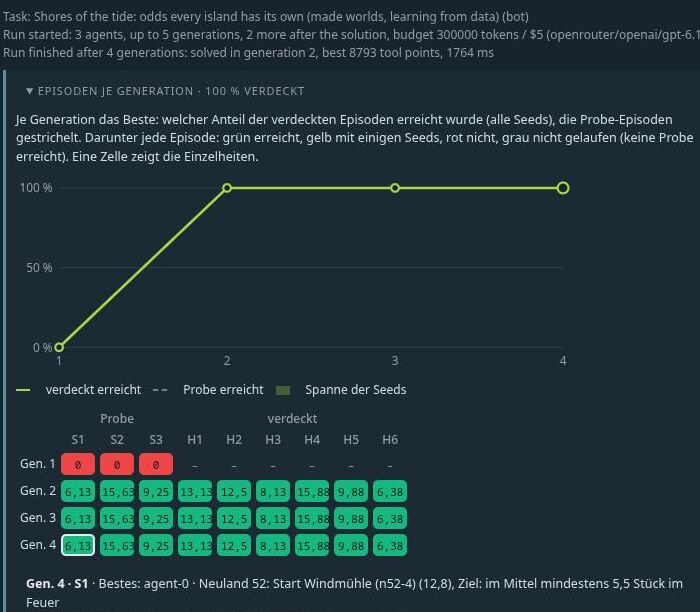 Task: Shores of the tide: odds every island has its own (made worlds, learning from data) (bot)
Run started: 3 agents, up to 5 generations, 2 more after the solution, budget 300000 tokens / $5 (openrouter/openai/gpt-6.1
Run finished after 4 generations: solved in generation 2, best 8793 tool points, 1764 ms
▼ EPISODEN JE GENERATION · 100 % VERDECKT
Je Generation das Beste: welcher Anteil der verdeckten Episoden erreicht wurde (alle Seeds), die Probe-Episoden
gestrichelt. Darunter jede Episode: grün erreicht, gelb mit einigen Seeds, rot nicht, grau nicht gelaufen (keine Probe
erreicht). Eine Zelle zeigt die Einzelheiten.
100 %
50 %
0 %
1 2 3 4
verdeckt erreicht Probe erreicht Spanne der Seeds
Probe verdeckt
S1 S2 S3 H1 H2 H3 H4 H5 H6
Gen. 1 0 0 0 – – – – – –
Gen. 2 6,13 15,63 9,25 13,13 12,5 8,13 15,88 9,88 6,38
Gen. 3 6,13 15,63 9,25 13,13 12,5 8,13 15,88 9,88 6,38
Gen. 4 6,13 15,63 9,25 13,13 12,5 8,13 15,88 9,88 6,38
Gen. 4 · S1 · Bestes: agent-0 · Neuland 52: Start Windmühle (n52-4) (12,8), Ziel: im Mittel mindestens 5,5 Stück im
Feuer